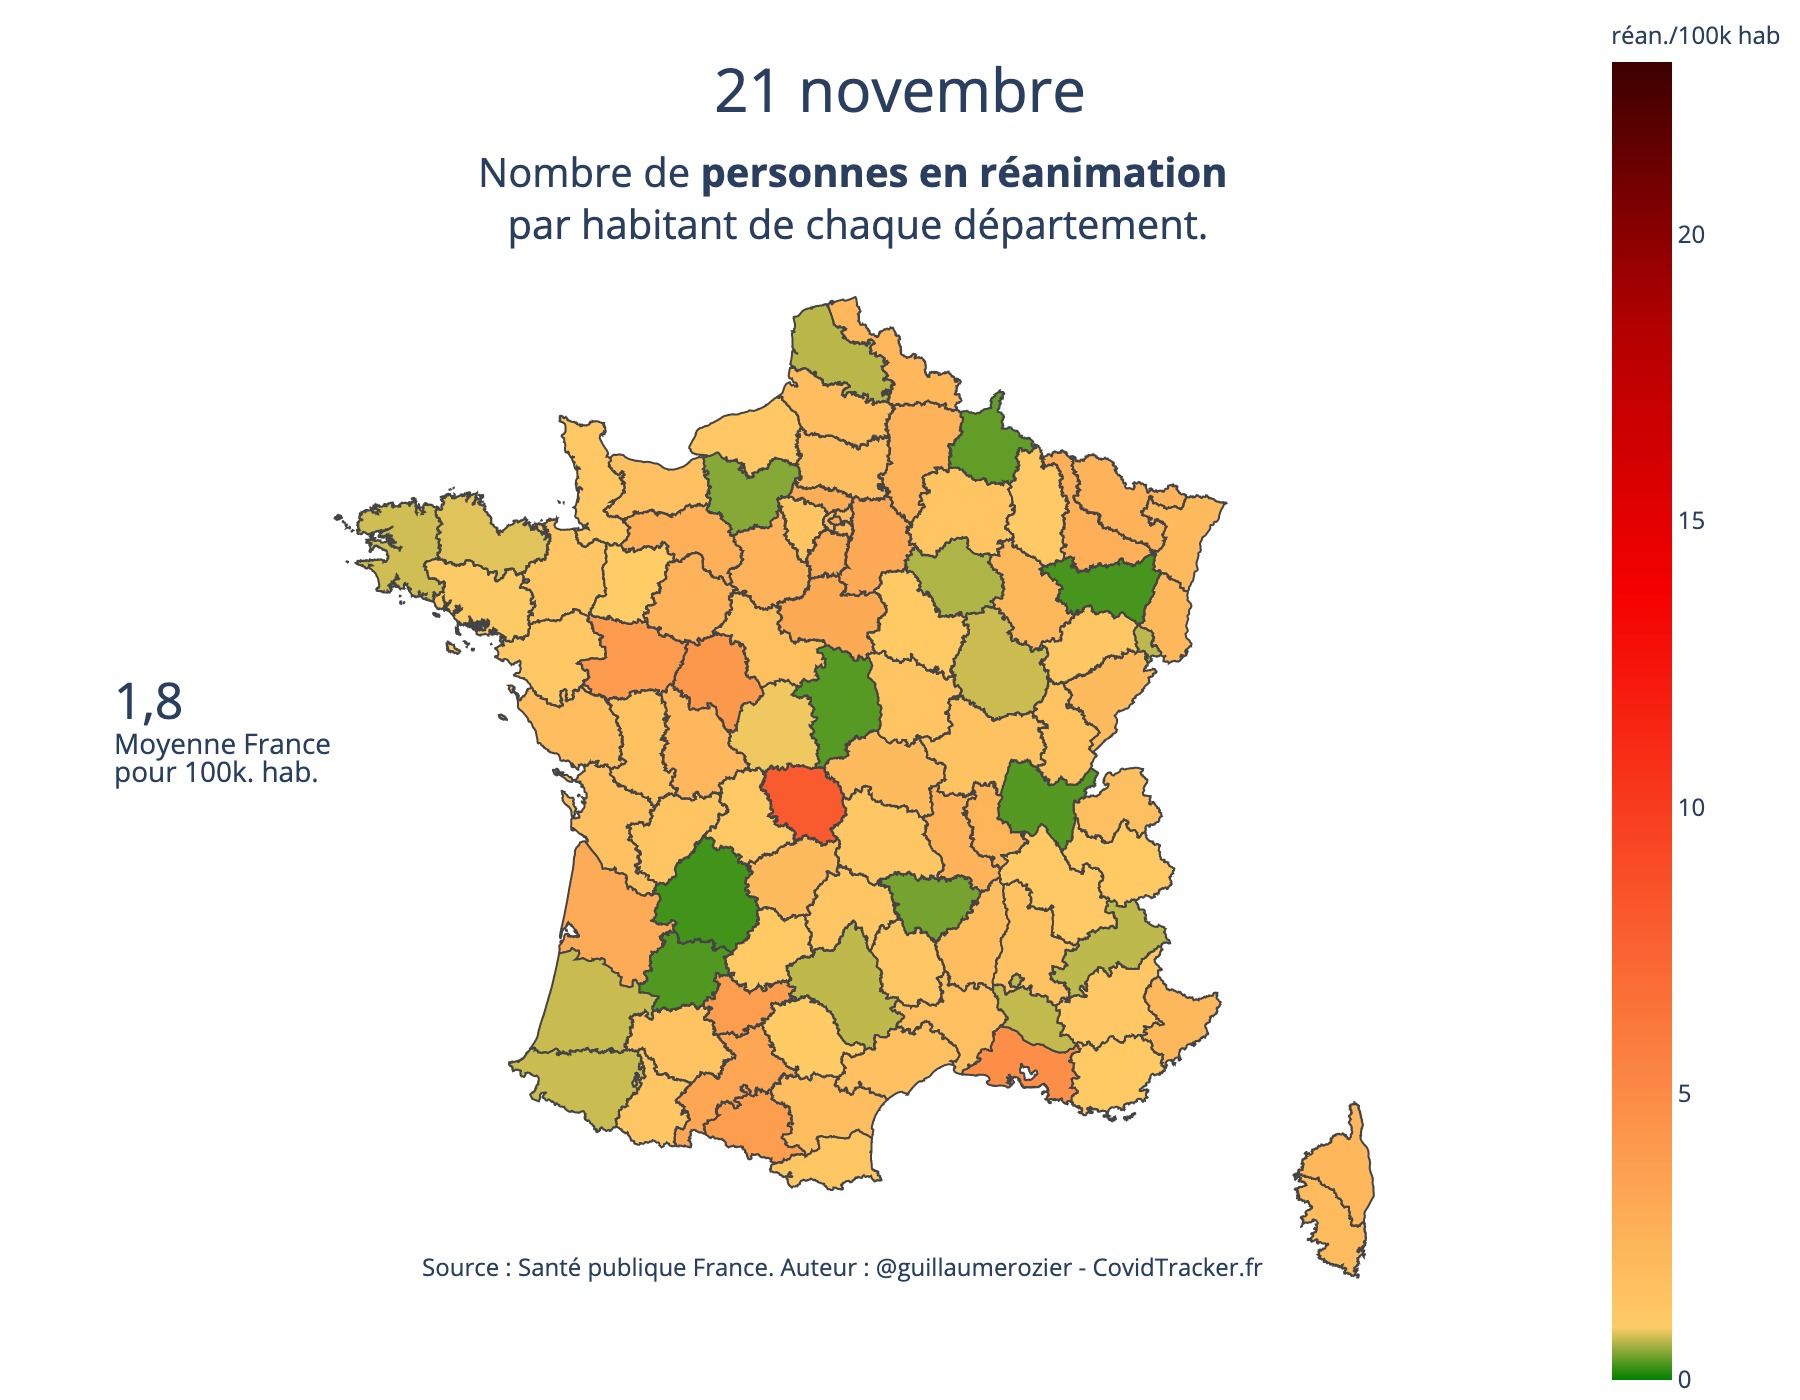 réan./100k hab
21 novembre
Nombre de personnes en réanimation
par habitant de chaque département.
20
15
1,8
Moyenne France
pour 100k. hab.
10
5
Source : Santé publique France. Auteur : @guillaumerozier - CovidTracker.fr
0